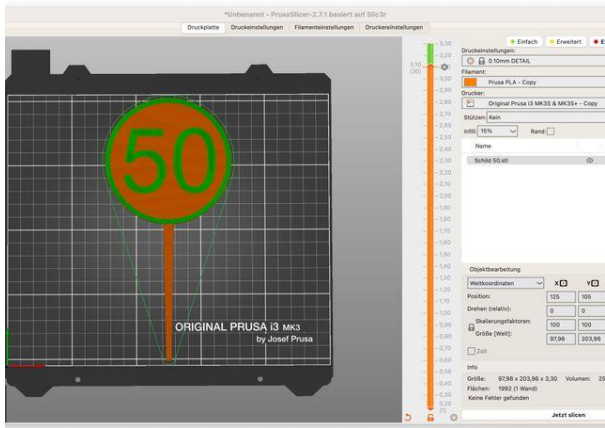 *Unbenannt - PrusaSlicer-2.7.1 basiert auf Slic3r
Druckplatte Druckeinstellungen Filamenteinstellungen Druckereinstellungen
Einfach Erweitert
Druckeinstellungen:
0.10mm DETAIL
Filament:
Prusa PLA - Copy
Drucker:
Original Prusa i3 MK3S & MK3S+ - Copy
Stützen: Kein
Infill: 15% Rand:
Name
Schild 50.stl
50
ORIGINAL PRUSA i3 MK3
by Josef Prusa
3,10
(30)
3,30
3,20
3,10
3,00
2,90
2,80
2,70
2,60
2,50
2,40
2,30
2,20
2,10
2,00
1,90
1,80
1,70
1,60
1,50
1,40
1,30
1,20
1,10
1,00
0,90
0,80
0,70
0,60
0,50
0,40
0,30
0,20
(1)
Objektbearbeitung
Weltkoordinaten X Y
Position: 125 105
Drehen (relativ): 0 0
Skalierungsfaktoren: 100 100
Größe [Welt]: 97,96 203,96
Zoll
Info
Größe: 97,96 x 203,96 x 3,30 Volumen: 25
Flächen: 1992 (1 Wand)
Keine Fehler gefunden
Jetzt slicen